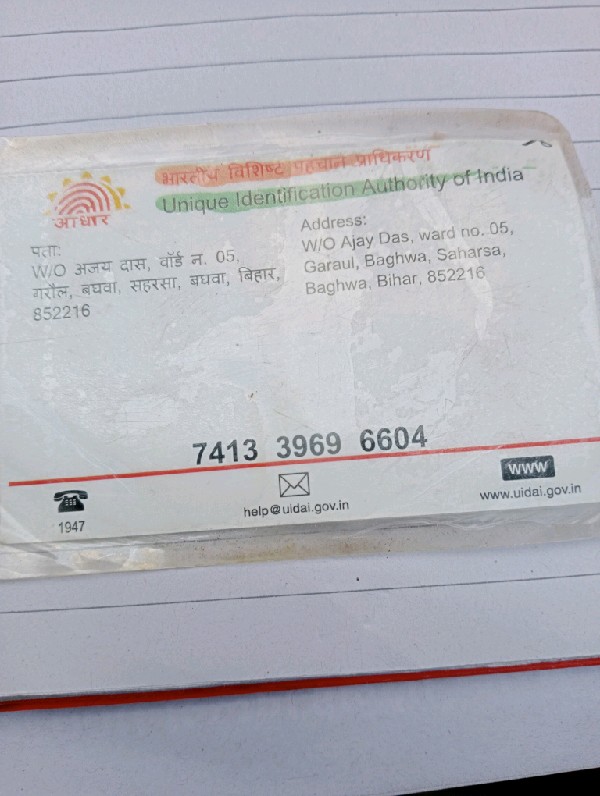 भारतीय विशिष्ट पहचान प्राधिकरण
Unique Identification Authority of India
आधार
पता:
W/O अजय दास, वॉर्ड न. 05,
गरौल, बघवा, सहरसा, बघवा, बिहार,
852216
Address:
W/O Ajay Das, ward no. 05,
Garaul, Baghwa, Saharsa,
Baghwa, Bihar, 852216
7413 3969 6604
1947
help@uidai.gov.in
www
www.uidai.gov.in